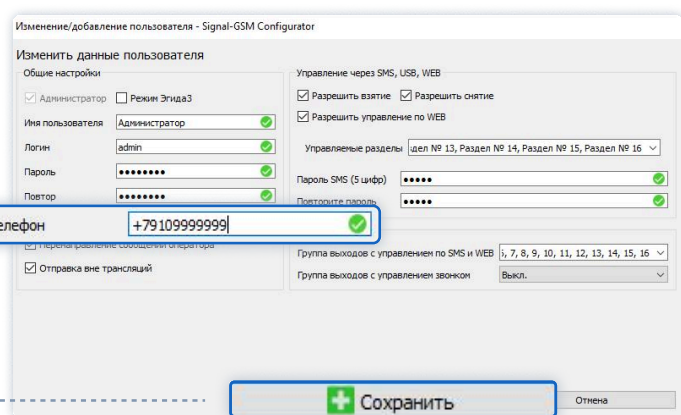 Изменение/добавление пользователя - Signal-GSM Configurator
Изменить данные пользователя
Общие настройки
Администратор Режим Эгида3
Имя пользователя Администратор
Логин admin
Пароль ••••••••
Повтор ••••••••
елефон +79109999999
Перенаправление сообщений оператора
Отправка вне трансляций
Управление через SMS, USB, WEB
Разрешить взятие Разрешить снятие
Разрешить управление по WEB
Управляемые разделы здел № 13, Раздел № 14, Раздел № 15, Раздел № 16
Пароль SMS (5 цифр) •••••
Повторите пароль •••••
Группа выходов с управлением по SMS и WEB 7, 8, 9, 10, 11, 12, 13, 14, 15, 16
Группа выходов с управлением звонком Выкл.
Сохранить
Отмена